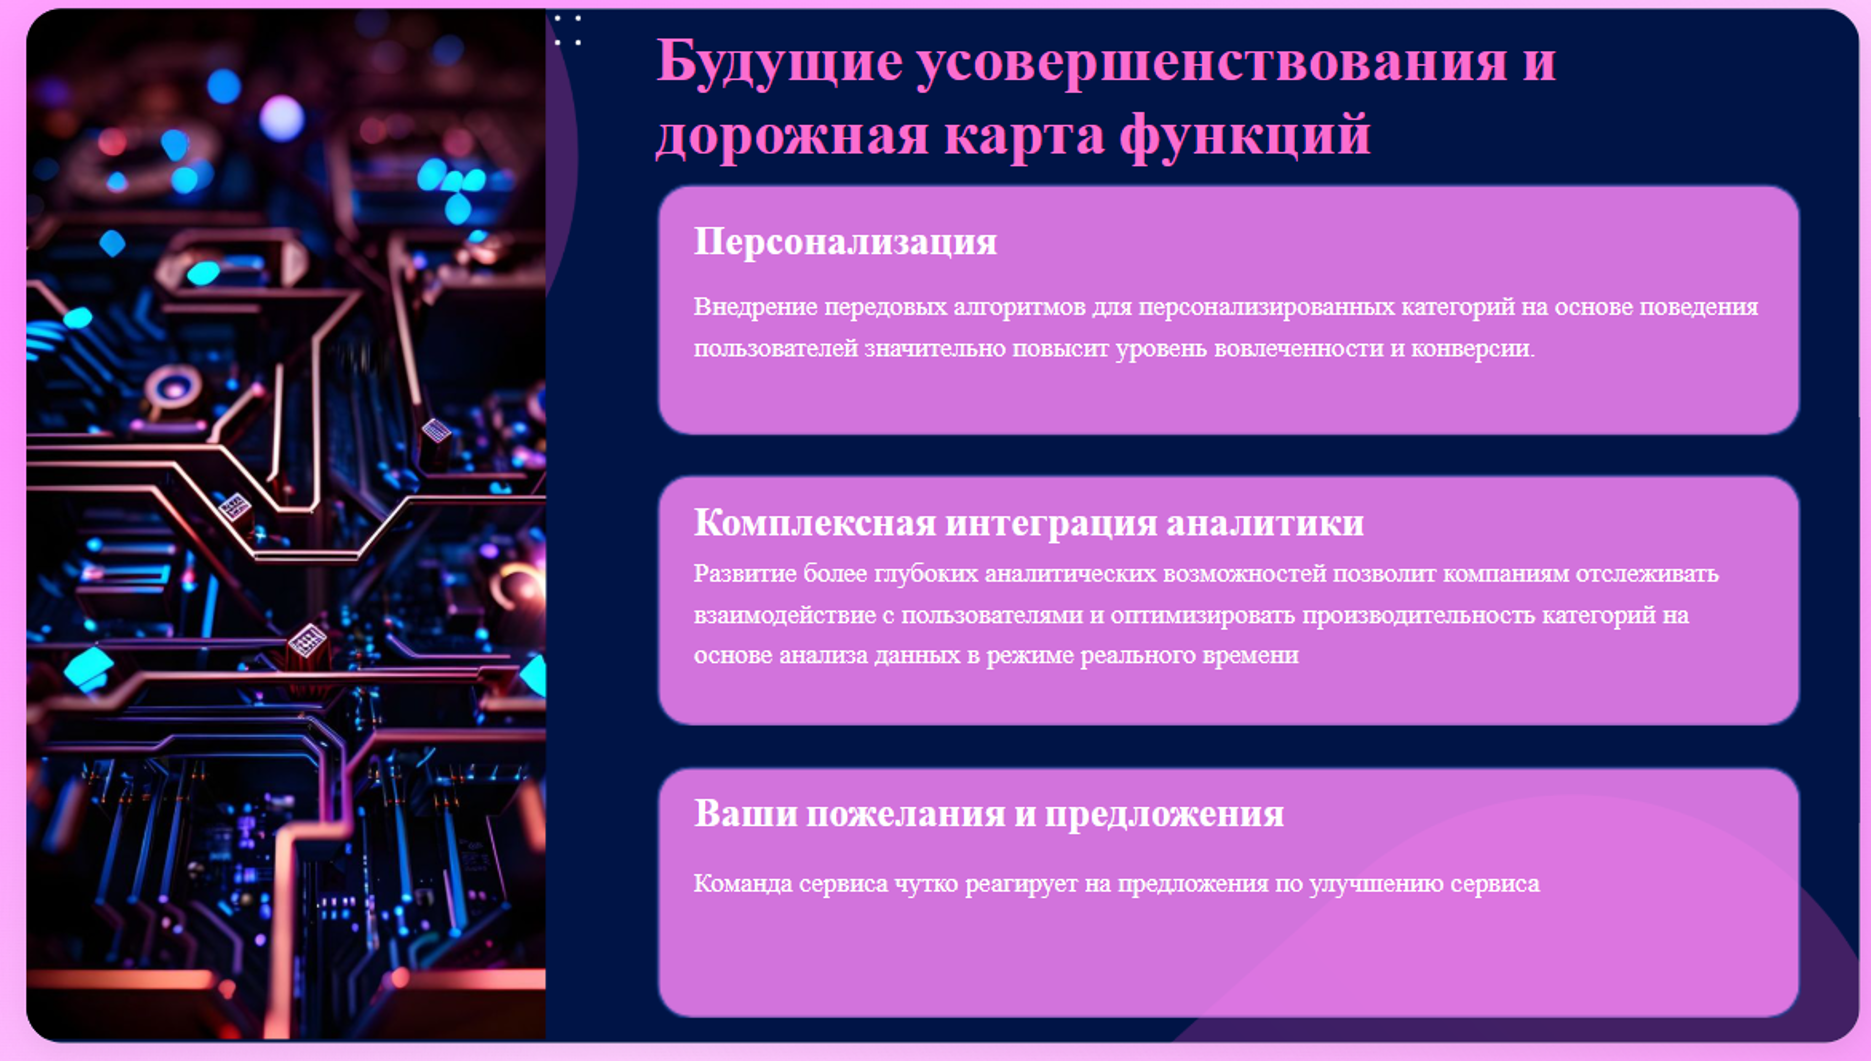 Будущие усовершенствования и
дорожная карта функций
Персонализация
Внедрение передовых алгоритмов для персонализированных категорий на основе поведения
пользователей значительно повысит уровень вовлеченности и конверсии.
Комплексная интеграция аналитики
Развитие более глубоких аналитических возможностей позволит компаниям отслеживать
взаимодействие с пользователями и оптимизировать производительность категорий на
основе анализа данных в режиме реального времени
Ваши пожелания и предложения
Команда сервиса чутко реагирует на предложения по улучшению сервиса